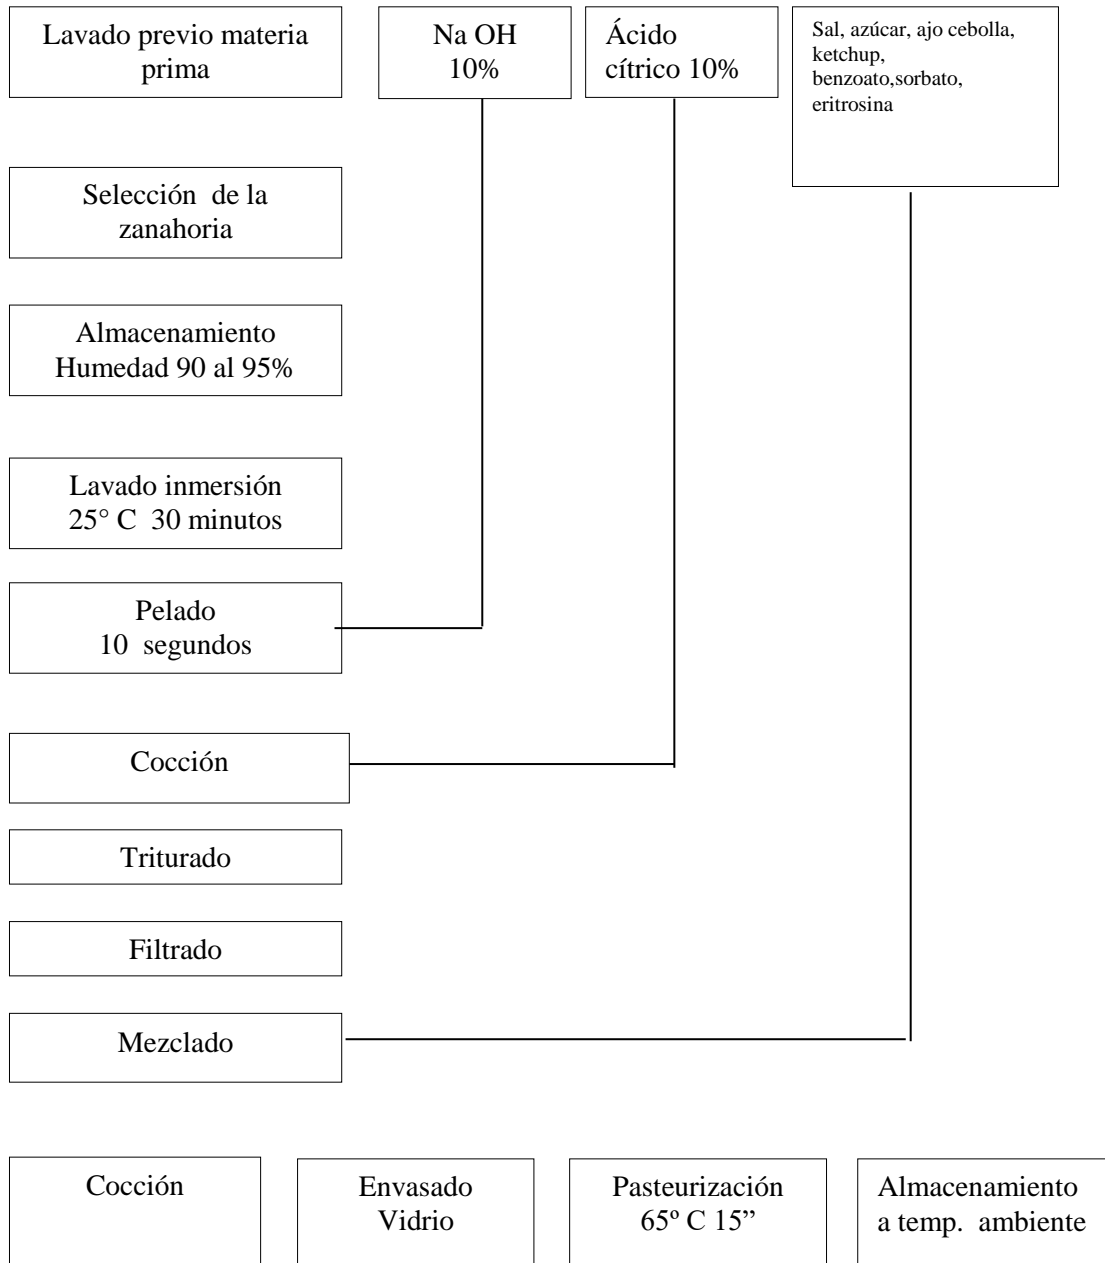 Lavado previo materia
prima
Na OH
10%
Ácido
cítrico 10%
Sal, azúcar, ajo cebolla,
ketchup,
benzoato,sorbato,
eritrosina
Selección de la
zanahoria
Almacenamiento
Humedad 90 al 95%
Lavado inmersión
25° C 30 minutos
Pelado
10 segundos
Cocción
Triturado
Filtrado
Mezclado
Cocción
Envasado
Vidrio
Pasteurización
65º C 15”
Almacenamiento
a temp. ambiente